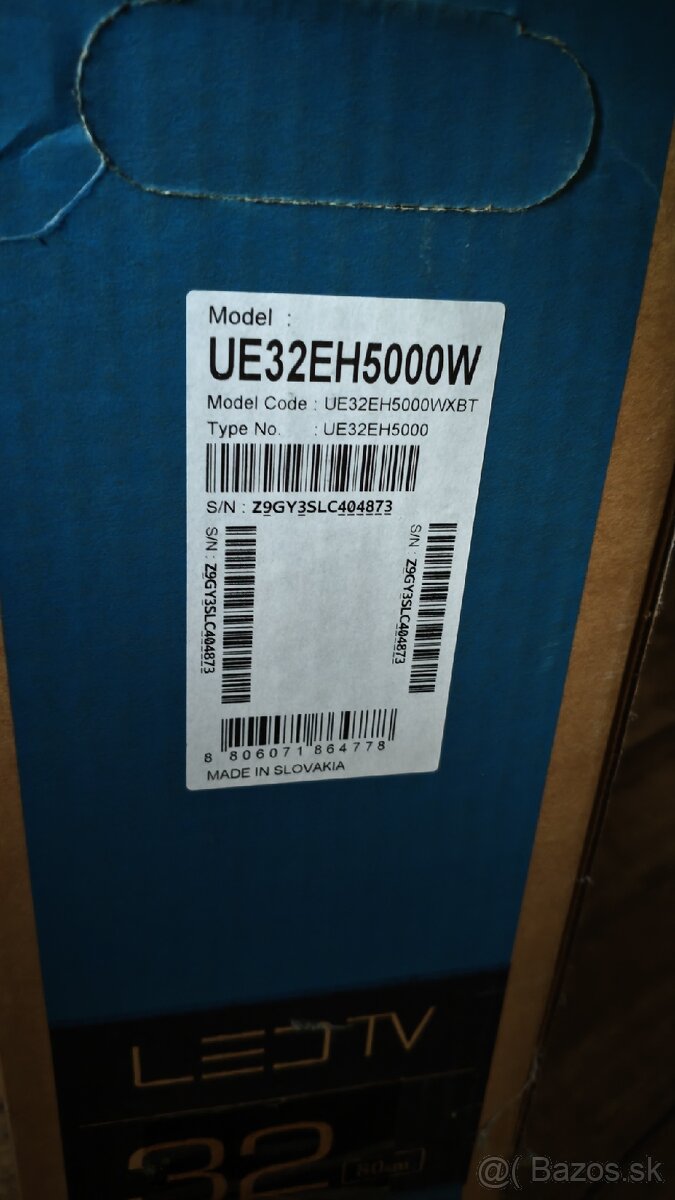 Model :
UE32EH5000W
Model Code : UE32EH5000WXBT
Type No. : UE32EH5000
S/N : Z9GY3SLC404873
S/N : Z9GY3SLC404873
S/N : Z9GY3SLC404873
8 806071 864778
MADE IN SLOVAKIA
LED TV
32
80cm
@( Bazos.sk